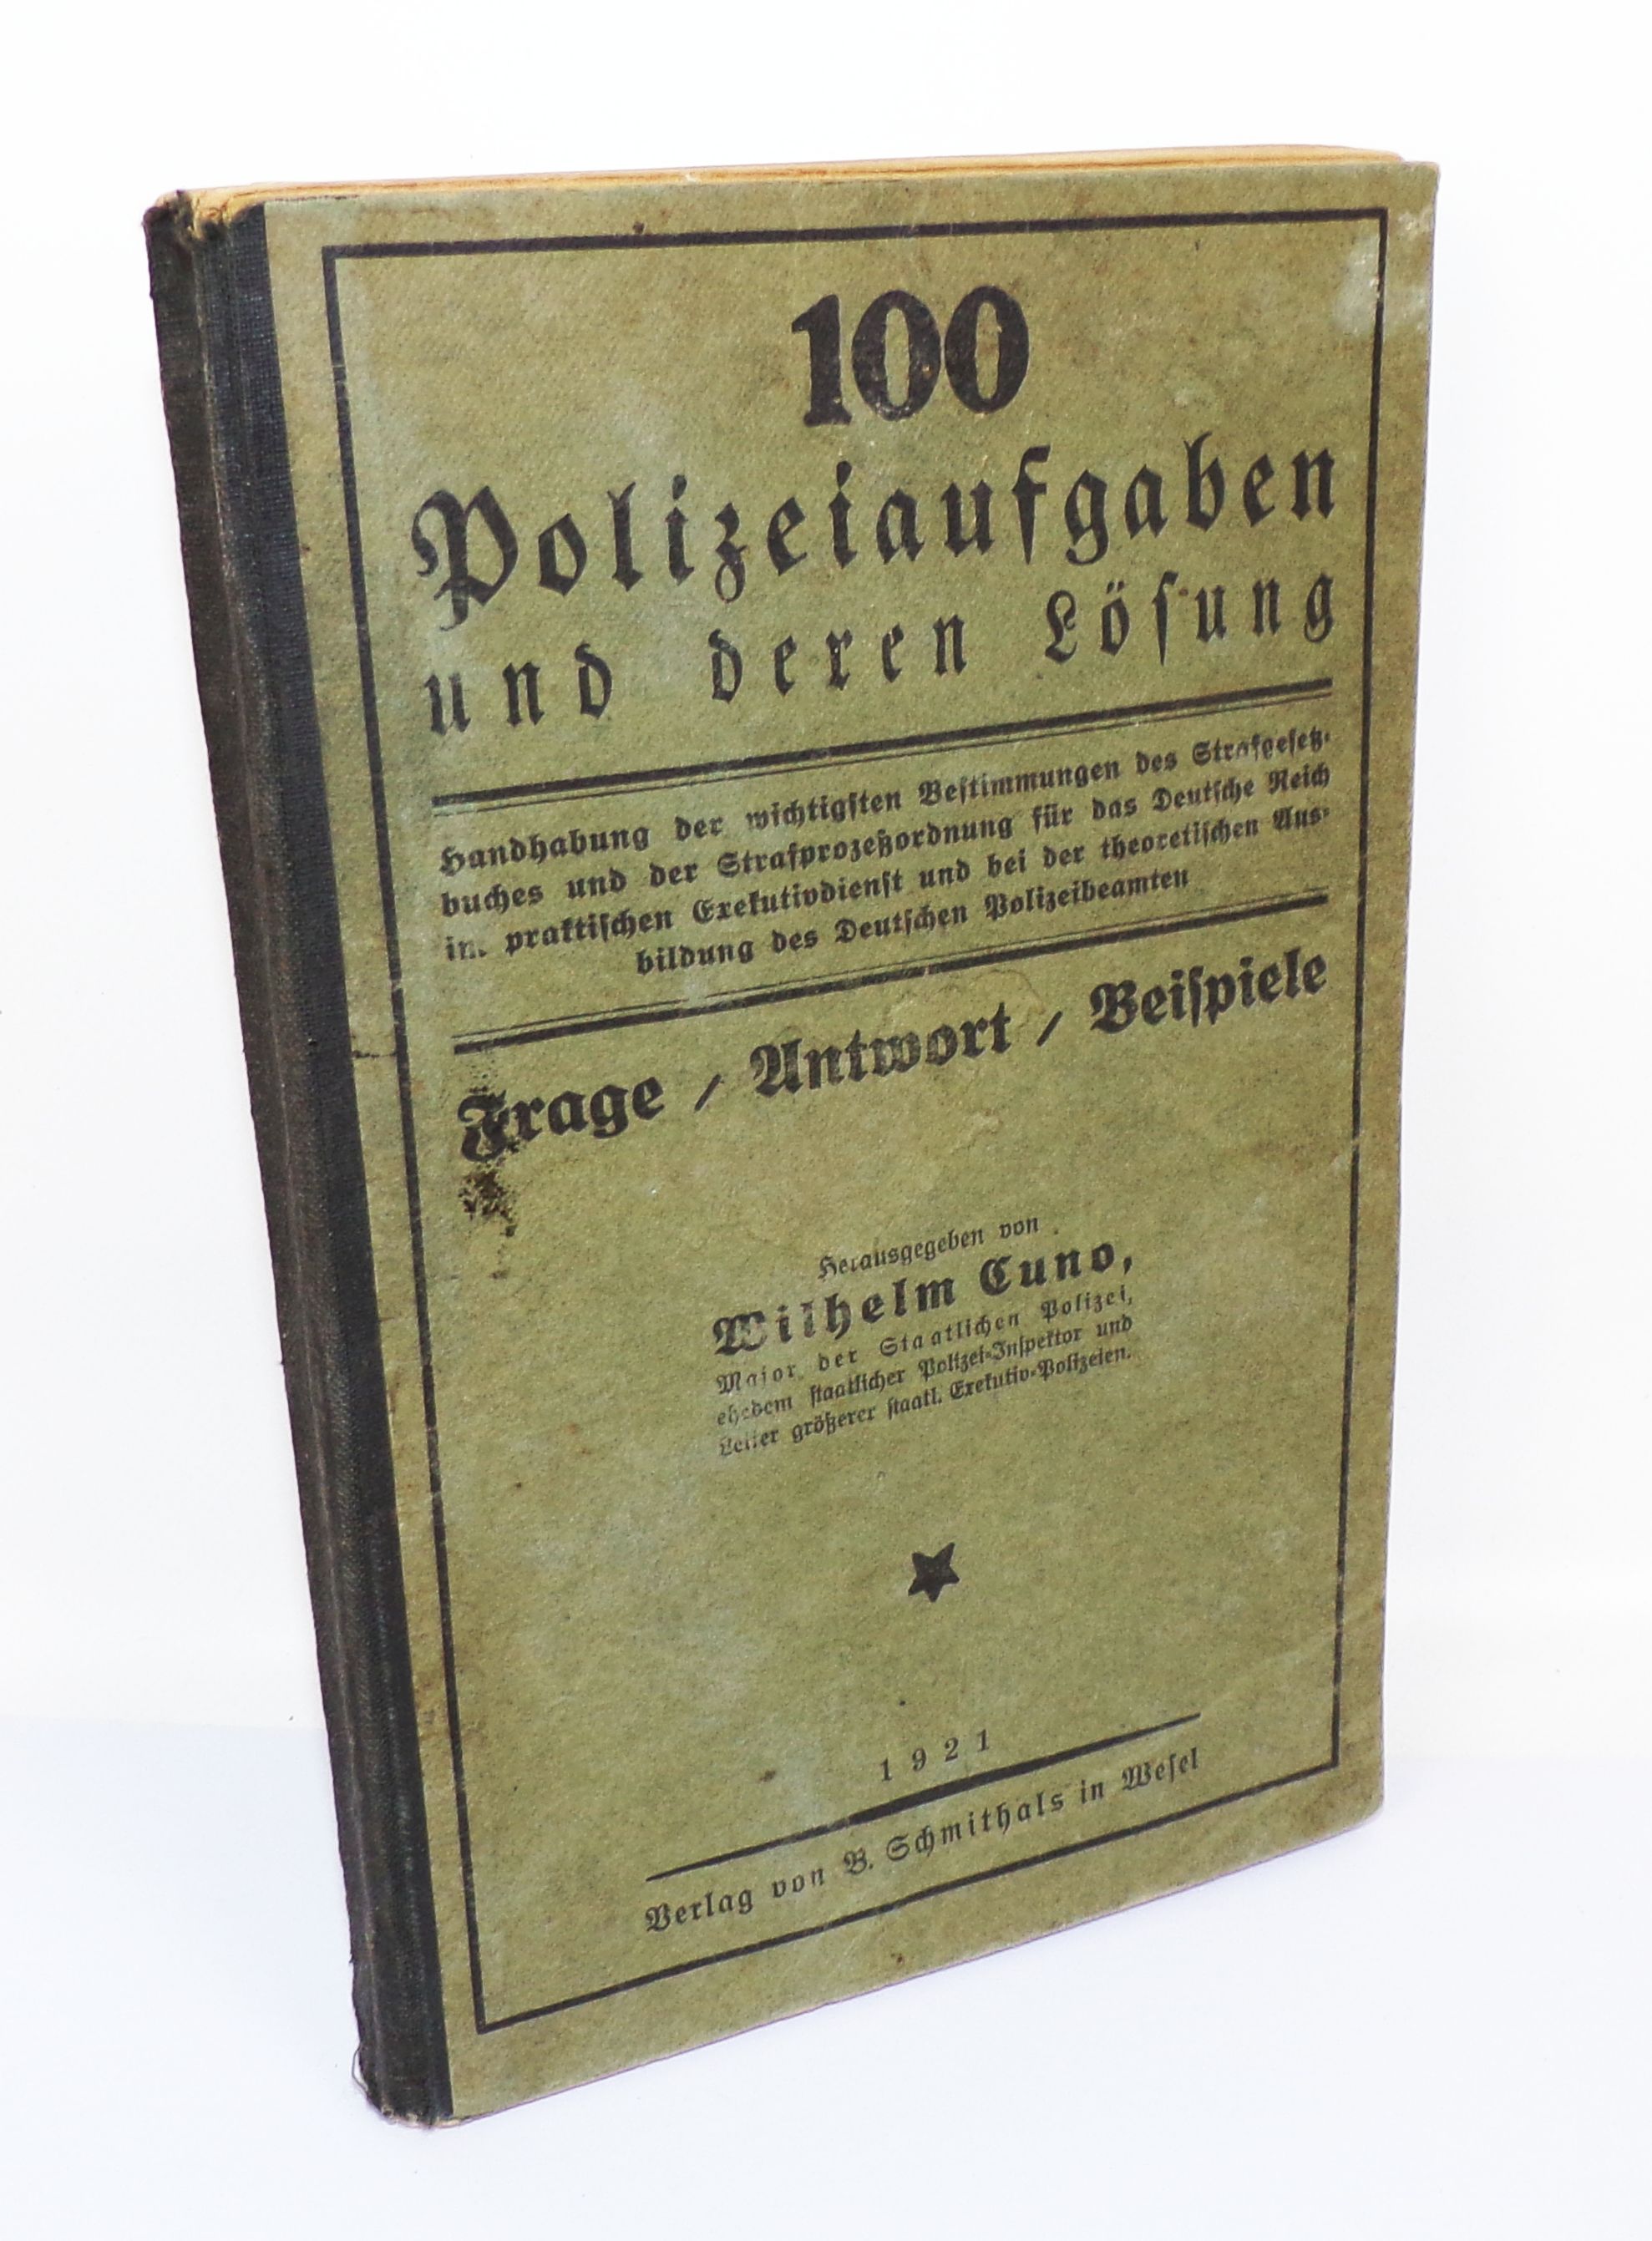 100
Polizeiaufgaben
und deren Lösung
Handhabung der wichtigsten Bestimmungen des Strafgesetz-
buches und der Strafprozeßordnung für das Deutsche Reich
im praktischen Exekutivdienst und bei der theoretischen Aus-
bildung des Deutschen Polizeibeamten
Frage / Antwort / Beispiele
Herausgegeben von
Wilhelm Cuno,
Major der Staatlichen Polizei,
ehedem staatlicher Polizei-Inspektor und
Leiter größerer staatl. Exekutiv-Polizeien.
1921
Verlag von B. Schmithals in Wesel